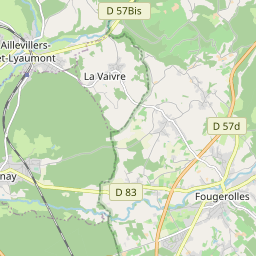 D 57Bis
Aillevillers-
et-Lyaumont
La Vaivre
D 57d
nay
D 83
Fougerolles